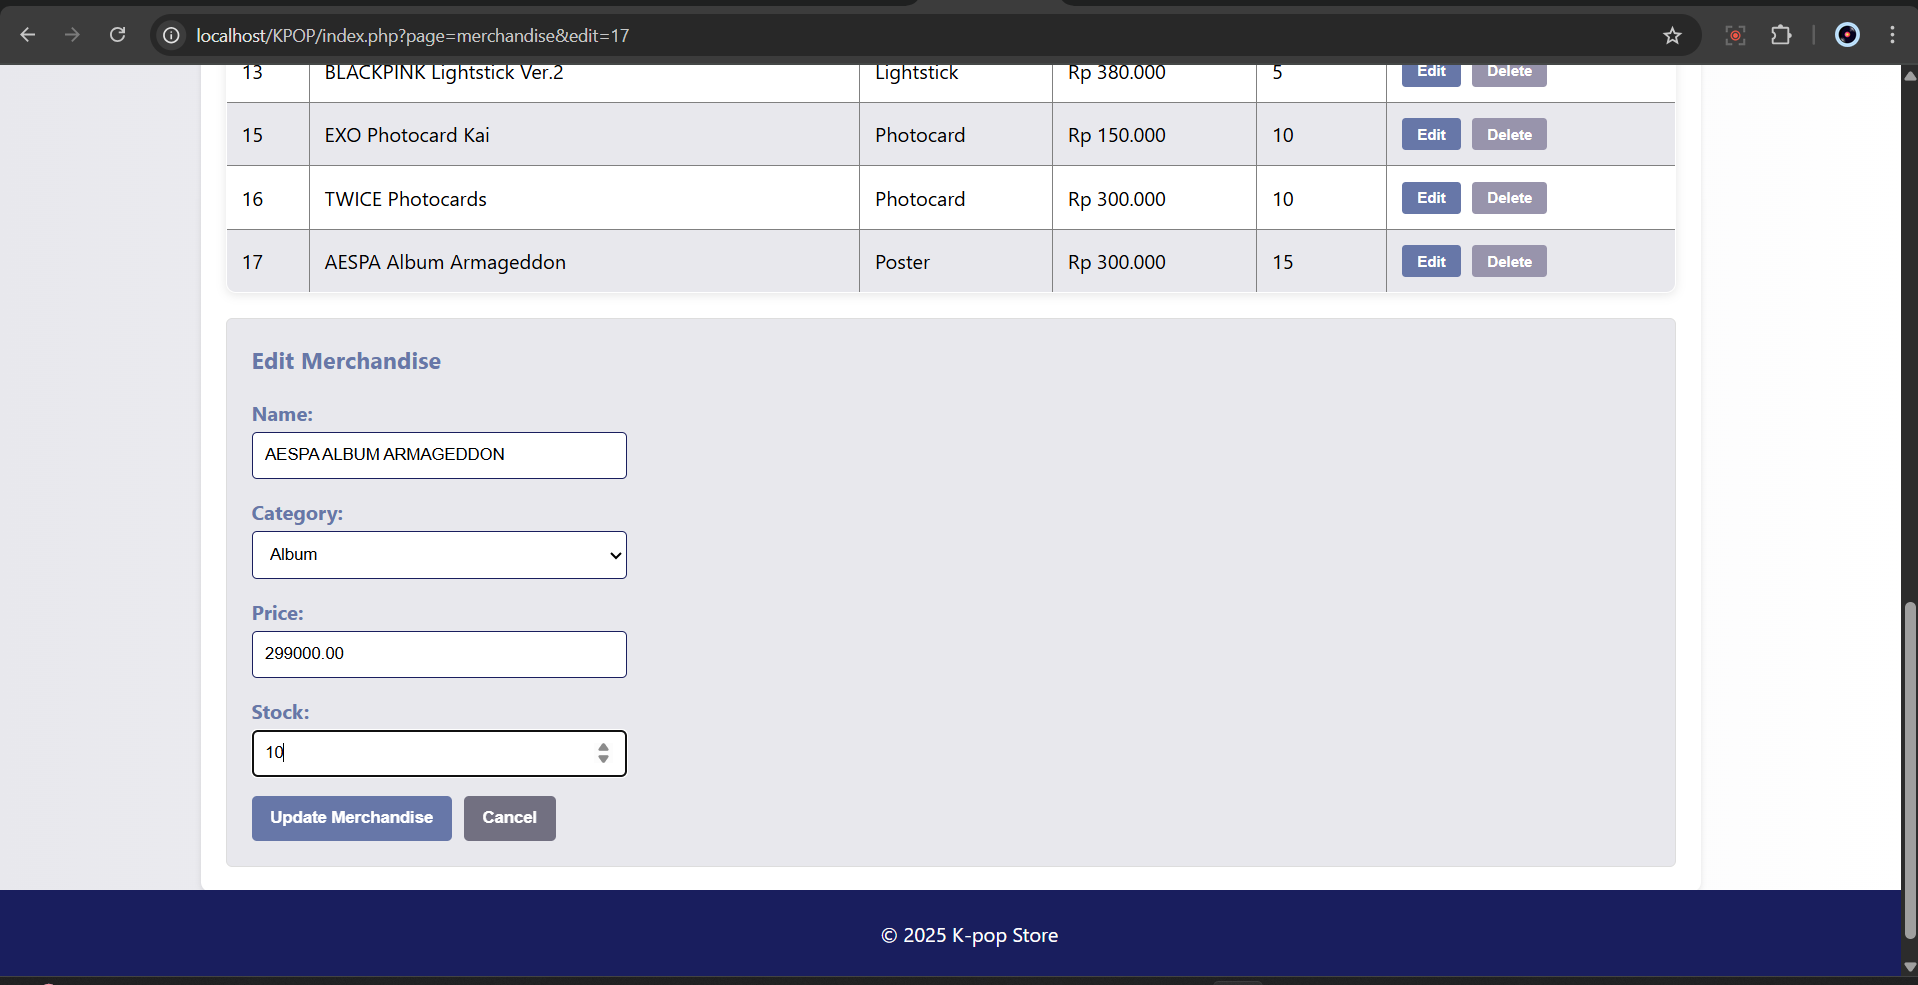 localhost/KPOP/index.php?page=merchandise&edit=17
13 BLACKPINK Lightstick Ver.2 Lightstick Rp 380.000 5 Edit Delete
15 EXO Photocard Kai Photocard Rp 150.000 10 Edit Delete
16 TWICE Photocards Photocard Rp 300.000 10 Edit Delete
17 AESPA Album Armageddon Poster Rp 300.000 15 Edit Delete
Edit Merchandise
Name:
AESPA ALBUM ARMAGEDDON
Category:
Album
Price:
299000.00
Stock:
10
Update Merchandise Cancel
© 2025 K-pop Store